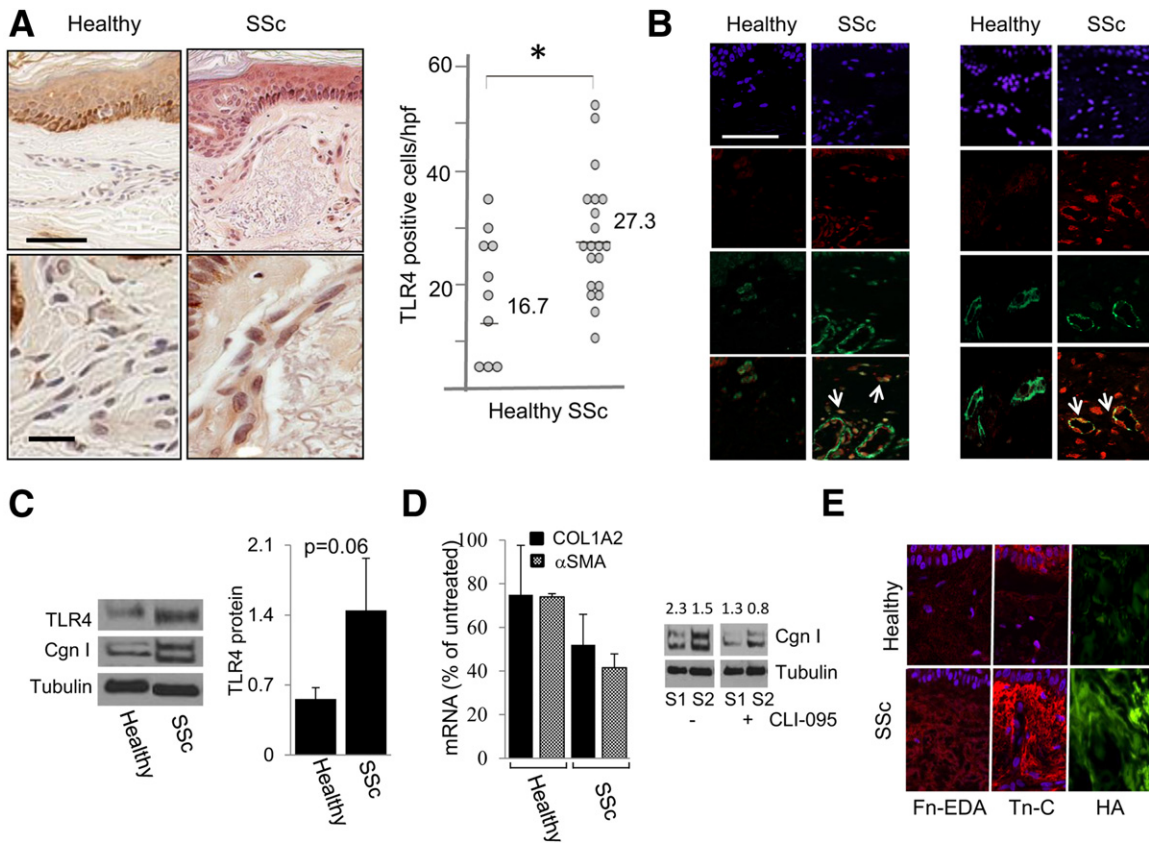 A
Healthy SSc
TLR4 positive cells/hpf
60
40
20
*
16.7
27.3
Healthy SSc
B
Healthy SSc
Healthy SSc
C
TLR4
Cgn I
Tubulin
Healthy
SSc
TLR4 protein
2.1
1.4
0.7
0
p=0.06
Healthy
SSc
D
mRNA (% of untreated)
100
80
60
40
20
0
COL1A2
αSMA
Healthy
SSc
2.3 1.5 1.3 0.8
Cgn I
Tubulin
S1 S2 S1 S2
- + CLI-095
E
Healthy
SSc
Fn-EDA Tn-C HA